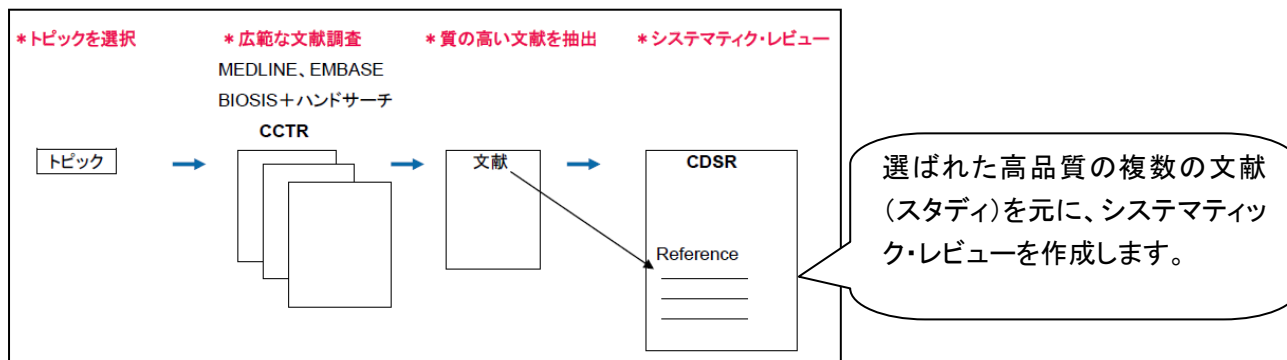 *トピックを選択
*広範な文献調査
*質の高い文献を抽出
*システマティク・レビュー
MEDLINE、EMBASE
BIOSIS+ハンドサーチ
CCTR
トピック
文献
CDSR
Reference
選ばれた高品質の複数の文献
(スタディ)を元に、システマティッ
ク・レビューを作成します。